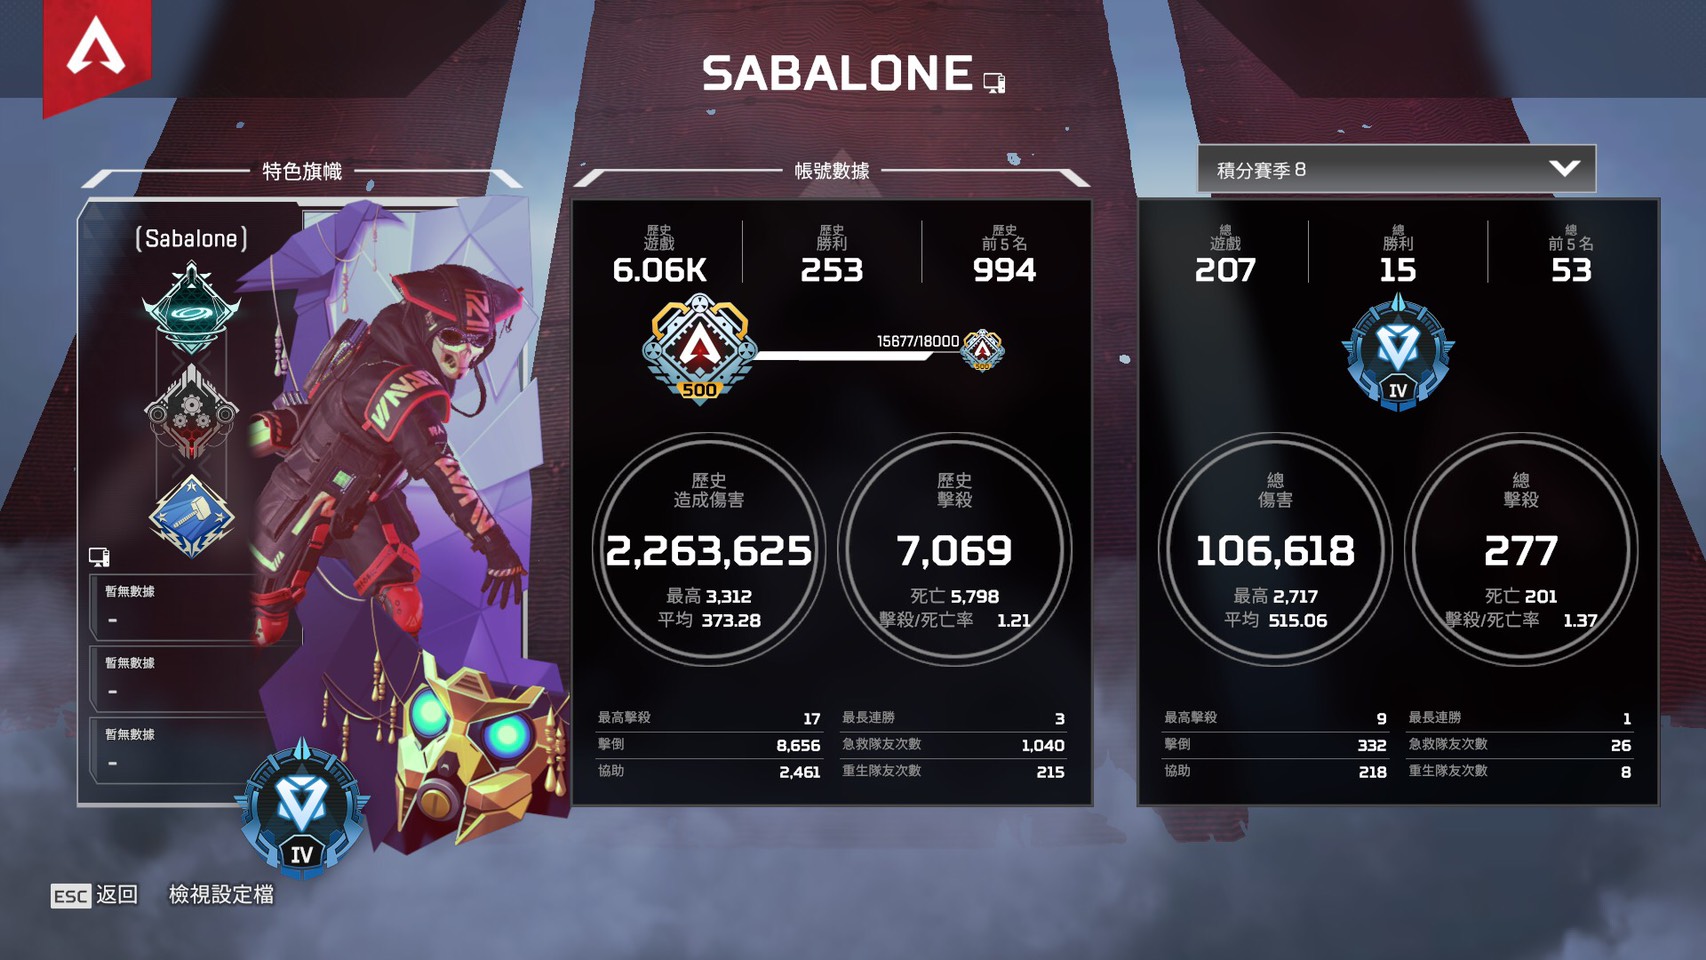 SABALONE
特色旗幟
(Sabalone)
暫無數據
-
暫無數據
-
暫無數據
-
IV
帳號數據
歷史
遊戲
6.06K
歷史
勝利
253
歷史
前5名
994
500
15677/18000
500
歷史
造成傷害
2,263,625
最高 3,312
平均 373.28
歷史
擊殺
7,069
死亡 5,798
擊殺/死亡率 1.21
最高擊殺 17
擊倒 8,656
協助 2,461
最長連勝 3
急救隊友次數 1,040
重生隊友次數 215
積分賽季 8
總
遊戲
207
總
勝利
15
總
前5名
53
IV
總
傷害
106,618
最高 2,717
平均 515.06
總
擊殺
277
死亡 201
擊殺/死亡率 1.37
最高擊殺 9
擊倒 332
協助 218
最長連勝 1
急救隊友次數 26
重生隊友次數 8
ESC 返回 檢視設定檔